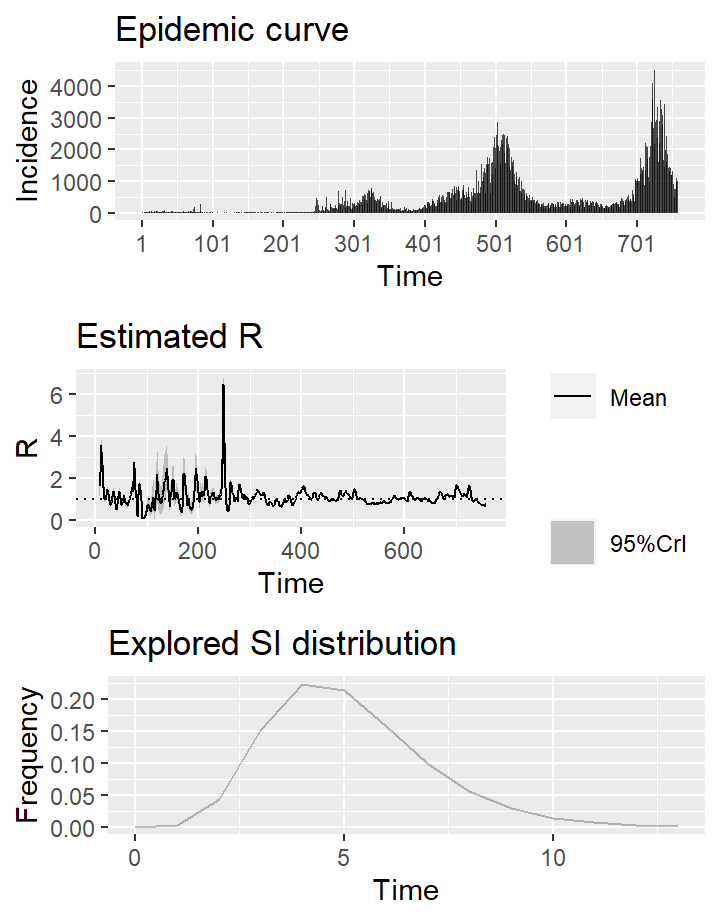 Epidemic curve
Incidence
4000
3000
2000
1000
0
1 101 201 301 401 501 601 701
Time
Estimated R
R
6
4
2
0
0 200 400 600
Time
Mean
95%CrI
Explored SI distribution
Frequency
0.20
0.15
0.10
0.05
0.00
0 5 10
Time